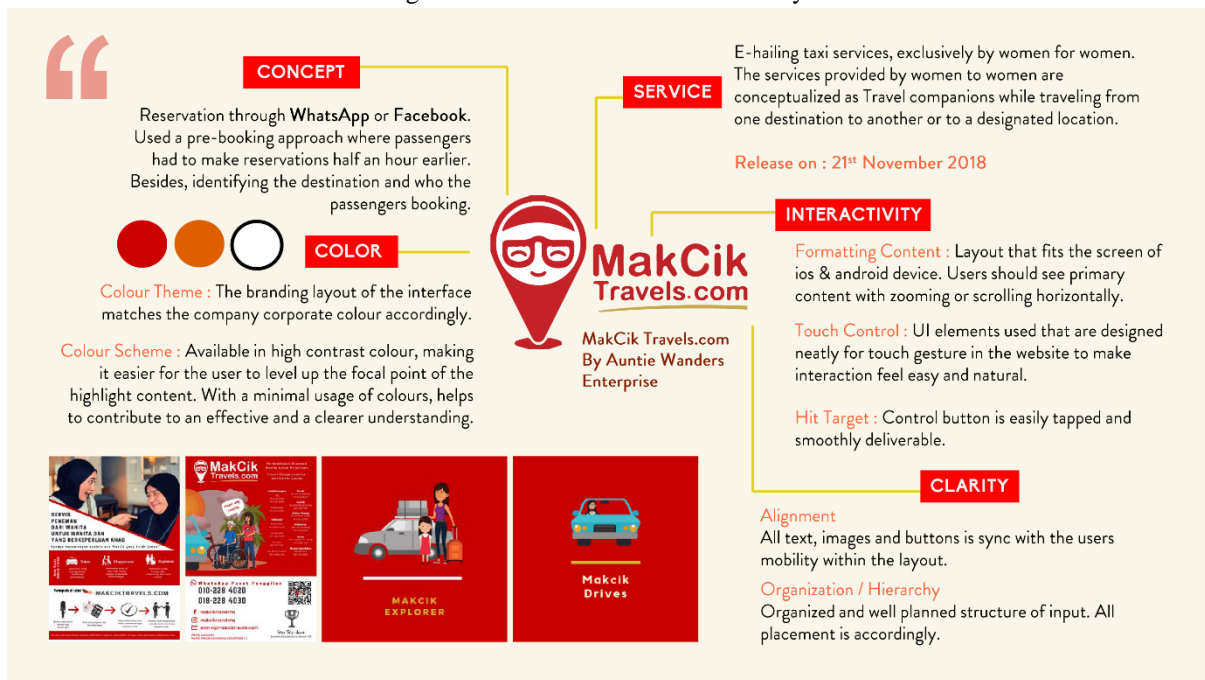 CONCEPT
Reservation through WhatsApp or Facebook.
Used a pre-booking approach where passengers
had to make reservations half an hour earlier.
Besides, identifying the destination and who the
passengers booking.
COLOR
Colour Theme : The branding layout of the interface
matches the company corporate colour accordingly.
Colour Scheme : Available in high contrast colour, making
it easier for the user to level up the focal point of the
highlight content. With a minimal usage of colours, helps
to contribute to an effective and a clearer understanding.
SERVICE
E-hailing taxi services, exclusively by women for women.
The services provided by women to women are
conceptualized as Travel companions while traveling from
one destination to another or to a designated location.
Release on : 21st November 2018
MakCik
Travels.com
MakCik Travels.com
By Auntie Wanders
Enterprise
INTERACTIVITY
Formatting Content : Layout that fits the screen of
ios & android device. Users should see primary
content with zooming or scrolling horizontally.
Touch Control : UI elements used that are designed
neatly for touch gesture in the website to make
interaction feel easy and natural.
Hit Target : Control button is easily tapped and
smoothly deliverable.
CLARITY
Alignment
All text, images and buttons is sync with the users
mobility within the layout.
Organization / Hierarchy
Organized and well planned structure of input. All
placement is accordingly.
SERVIS
PENEMAN
DARI WANITA
UNTUK WANITA DAN
YANG BERKEPERLUAN KHAS
MAKCIKTRAVELS.COM
MakCik
Travels.com
WhatsApp Pusat Panggilan
010-228 4020
018-228 4030
MAKCIK
EXPLORER
Makcik
Drives